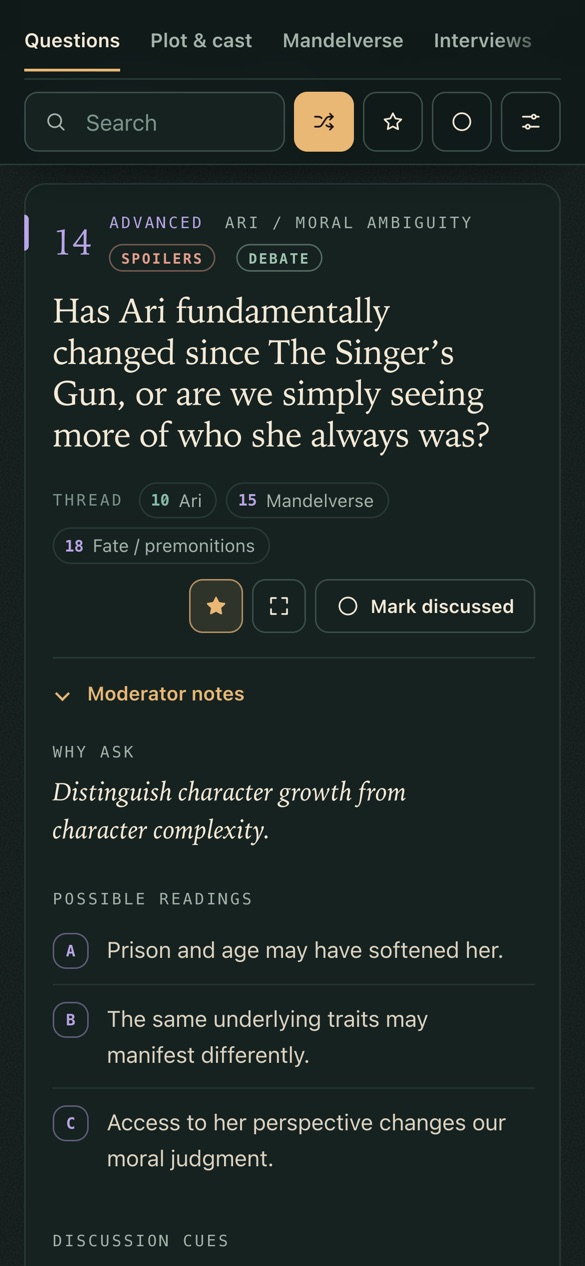 Questions Plot & cast Mandelverse Interviews
Search
14 ADVANCED ARI / MORAL AMBIGUITY
SPOILERS DEBATE
Has Ari fundamentally
changed since The Singer’s
Gun, or are we simply seeing
more of who she always was?
THREAD 10 Ari 15 Mandelverse
18 Fate / premonitions
Mark discussed
Moderator notes
WHY ASK
Distinguish character growth from
character complexity.
POSSIBLE READINGS
A Prison and age may have softened her.
B The same underlying traits may
manifest differently.
C Access to her perspective changes our
moral judgment.
DISCUSSION CUES